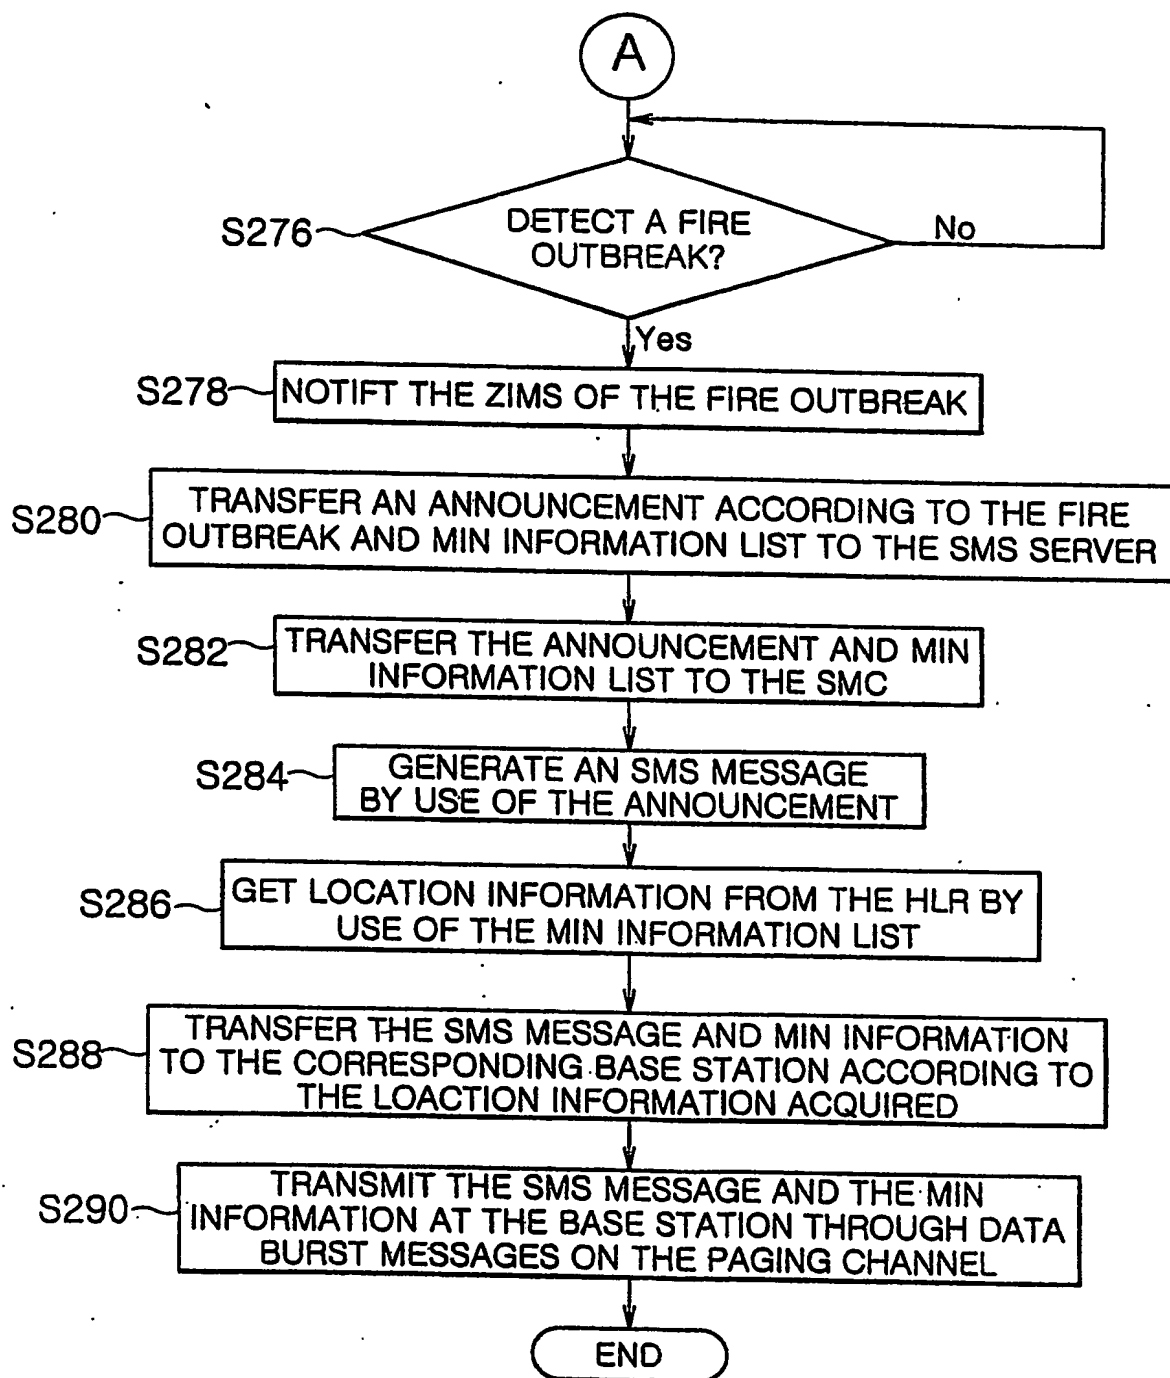 A
S276
DETECT A FIRE
OUTBREAK?
No
Yes
S278
NOTIFT THE ZIMS OF THE FIRE OUTBREAK
S280
TRANSFER AN ANNOUNCEMENT ACCORDING TO THE FIRE
OUTBREAK AND MIN INFORMATION LIST TO THE SMS SERVER
S282
TRANSFER THE ANNOUNCEMENT AND MIN
INFORMATION LIST TO THE SMC
S284
GENERATE AN SMS MESSAGE
BY USE OF THE ANNOUNCEMENT
S286
GET LOCATION INFORMATION FROM THE HLR BY
USE OF THE MIN INFORMATION LIST
S288
TRANSFER THE SMS MESSAGE AND MIN INFORMATION
TO THE CORRESPONDING BASE STATION ACCORDING TO
THE LOACTION INFORMATION ACQUIRED
S290
TRANSMIT THE SMS MESSAGE AND THE MIN
INFORMATION AT THE BASE STATION THROUGH DATA
BURST MESSAGES ON THE PAGING CHANNEL
END